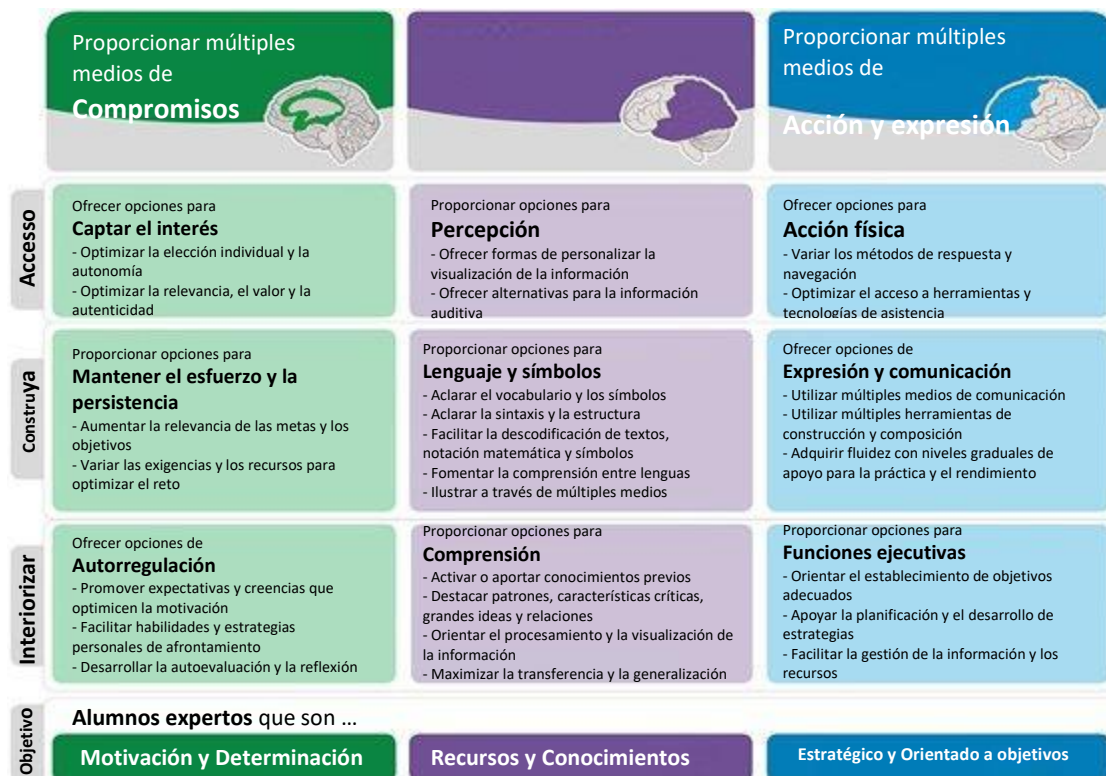 Proporcionar múltiples
medios de
Compromisos
Proporcionar múltiples
medios de
Acción y expresión
Accesso
Ofrecer opciones para
Captar el interés
- Optimizar la elección individual y la
autonomía
- Optimizar la relevancia, el valor y la
autenticidad
Proporcionar opciones para
Percepción
- Ofrecer formas de personalizar la
visualización de la información
- Ofrecer alternativas para la información
auditiva
Ofrecer opciones para
Acción física
- Variar los métodos de respuesta y
navegación
- Optimizar el acceso a herramientas y
tecnologías de asistencia
Construya
Proporcionar opciones para
Mantener el esfuerzo y la
persistencia
- Aumentar la relevancia de las metas y los
objetivos
- Variar las exigencias y los recursos para
optimizar el reto
Proporcionar opciones para
Lenguaje y símbolos
- Aclarar el vocabulario y los símbolos
- Aclarar la sintaxis y la estructura
- Facilitar la descodificación de textos,
notación matemática y símbolos
- Fomentar la comprensión entre lenguas
- Ilustrar a través de múltiples medios
Ofrecer opciones de
Expresión y comunicación
- Utilizar múltiples medios de comunicación
- Utilizar múltiples herramientas de
construcción y composición
- Adquirir fluidez con niveles graduales de
apoyo para la práctica y el rendimiento
Interiorizar
Ofrecer opciones de
Autorregulación
- Promover expectativas y creencias que
optimicen la motivación
- Facilitar habilidades y estrategias
personales de afrontamiento
- Desarrollar la autoevaluación y la reflexión
Proporcionar opciones para
Comprensión
- Activar o aportar conocimientos previos
- Destacar patrones, características críticas,
grandes ideas y relaciones
- Orientar el procesamiento y la visualización de
la información
- Maximizar la transferencia y la generalización
Proporcionar opciones para
Funciones ejecutivas
- Orientar el establecimiento de objetivos
adecuados
- Apoyar la planificación y el desarrollo de
estrategias
- Facilitar la gestión de la información y los
recursos
Objetivo
Alumnos expertos que son ...
Motivación y Determinación
Recursos y Conocimientos
Estratégico y Orientado a objetivos